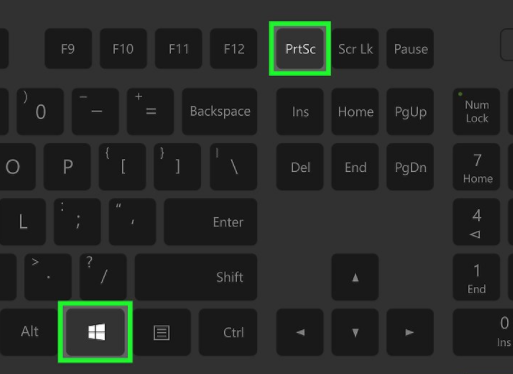 F9 F10 F11 F12 PrtSc Scr Lk Pause
) 0 _ - + = Backspace Ins Home PgUp Num Lock
O P { [ } ] | \ Del End PgDn 7 Home
L : ; “ ‘ Enter 4
> . ? / Shift 1 End
Alt Ctrl 0 Ins